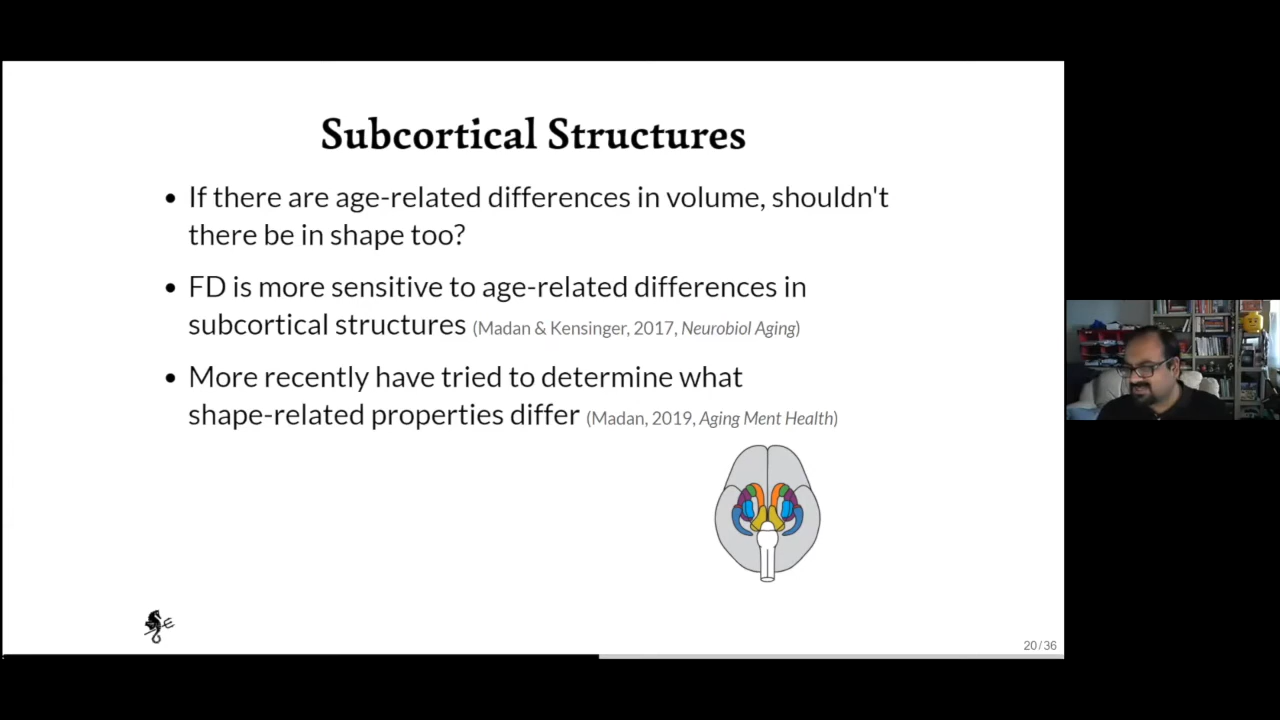 Subcortical Structures
• If there are age-related differences in volume, shouldn't
there be in shape too?
• FD is more sensitive to age-related differences in
subcortical structures (Madan & Kensinger, 2017, Neurobiol Aging)
• More recently have tried to determine what
shape-related properties differ (Madan, 2019, Aging Ment Health)
20/36